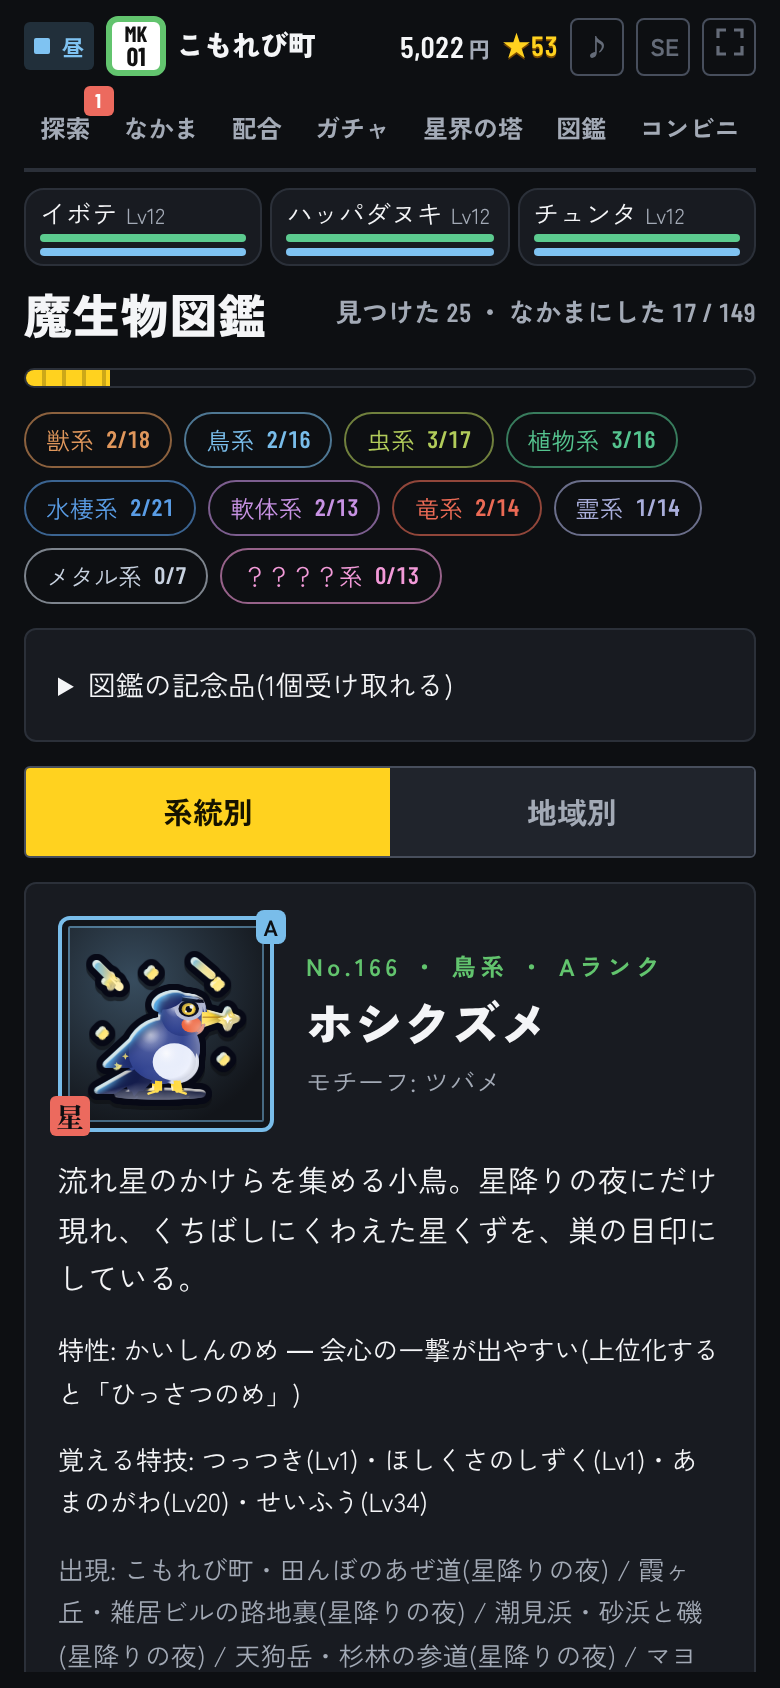 昼 MK 01 こもれび町 5,022 円 ★53 ♪ SE
1
探索 なかま 配合 ガチャ 星界の塔 図鑑 コンビニ
イボテ Lv12 ハッパダヌキ Lv12 チュンタ Lv12
魔生物図鑑 見つけた 25 ・ なかまにした 17 / 149
獣系 2/18 鳥系 2/16 虫系 3/17 植物系 3/16
水棲系 2/21 軟体系 2/13 竜系 2/14 霊系 1/14
メタル系 0/7 ????系 0/13
▶ 図鑑の記念品(1個受け取れる)
系統別 地域別
A
星
No.166 ・ 鳥系 ・ Aランク
ホシクズメ
モチーフ: ツバメ
流れ星のかけらを集める小鳥。星降りの夜にだけ
現れ、くちばしにくわえた星くずを、巣の目印に
している。
特性: かいしんのめ — 会心の一撃が出やすい(上位化する
と「ひっさつのめ」)
覚える特技: つっつき(Lv1)・ほしくさのしずく(Lv1)・あ
まのがわ(Lv20)・せいふう(Lv34)
出現: こもれび町・田んぼのあぜ道(星降りの夜) / 霞ヶ
丘・雑居ビルの路地裏(星降りの夜) / 潮見浜・砂浜と磯
(星降りの夜) / 天狗岳・杉林の参道(星降りの夜) / マヨ